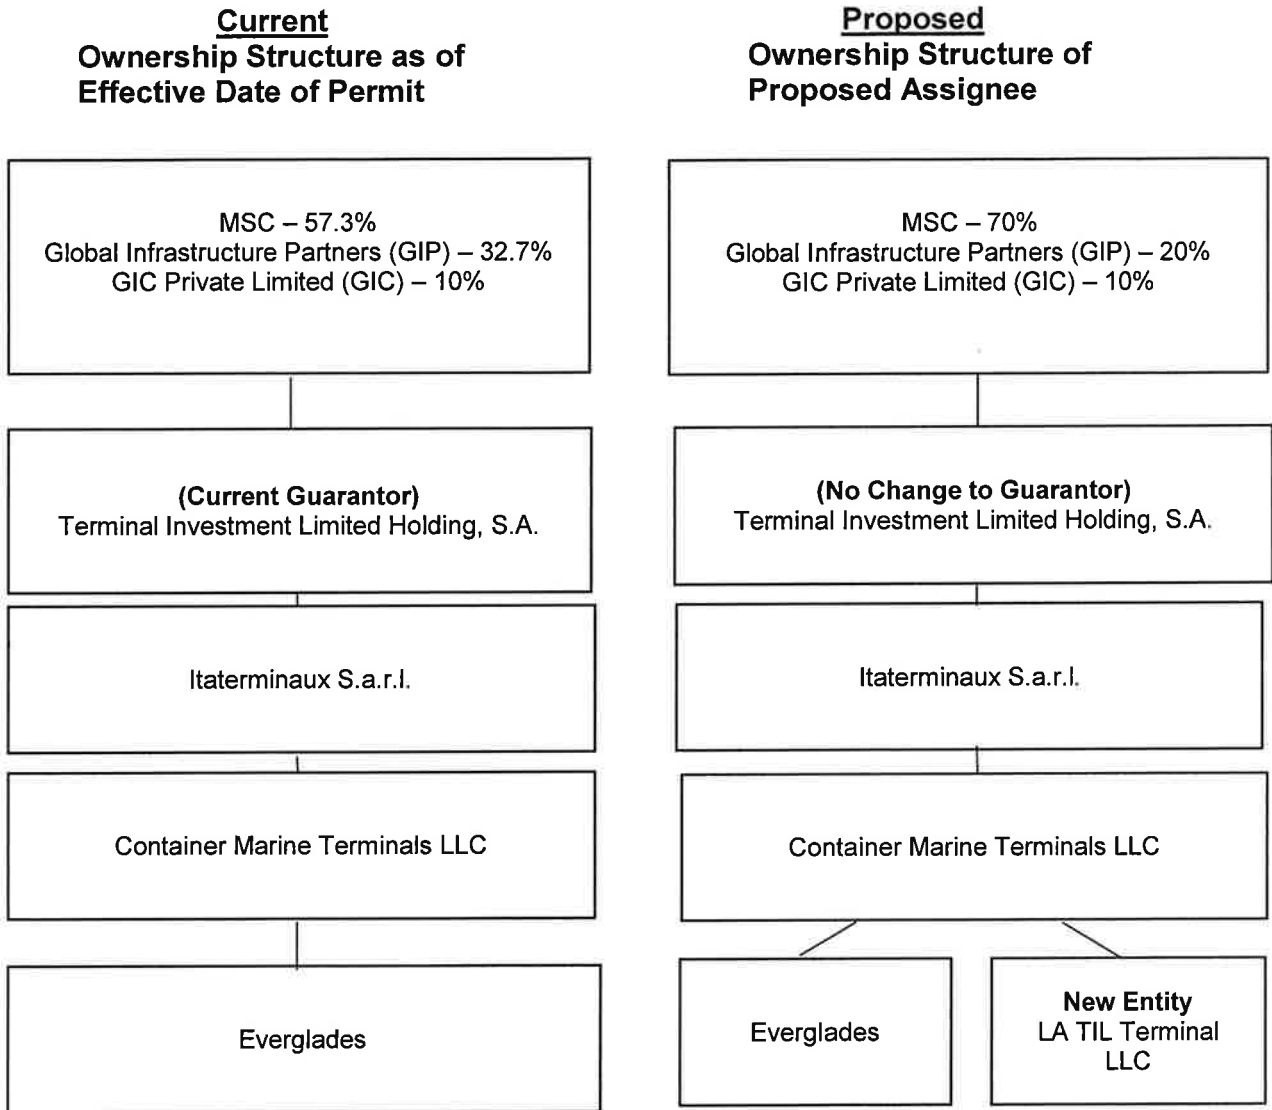 Current
Ownership Structure as of
Effective Date of Permit
MSC – 57.3%
Global Infrastructure Partners (GIP) – 32.7%
GIC Private Limited (GIC) – 10%
(Current Guarantor)
Terminal Investment Limited Holding, S.A.
Itaterminaux S.a.r.l.
Container Marine Terminals LLC
Everglades
Proposed
Ownership Structure of
Proposed Assignee
MSC – 70%
Global Infrastructure Partners (GIP) – 20%
GIC Private Limited (GIC) – 10%
(No Change to Guarantor)
Terminal Investment Limited Holding, S.A.
Itaterminaux S.a.r.l.
Container Marine Terminals LLC
Everglades
New Entity
LA TIL Terminal
LLC